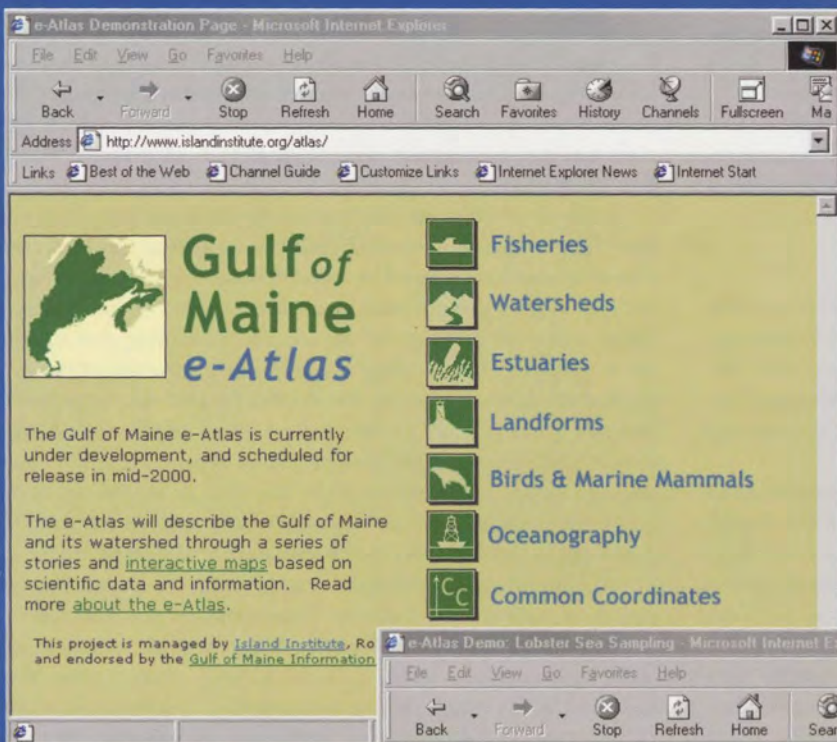 e-Atlas Demonstration Page - Microsoft Internet Explorer
File Edit View Go Favorites Help
Back Forward Stop Refresh Home Search Favorites History Channels Fullscreen Ma
Address http://www.islandinstitute.org/atlas/
Links Best of the Web Channel Guide Customize Links Internet Explorer News Internet Start
Gulf of
Maine
e-Atlas
The Gulf of Maine e-Atlas is currently
under development, and scheduled for
release in mid-2000.
The e-Atlas will describe the Gulf of Maine
and its watershed through a series of
stories and interactive maps based on
scientific data and information. Read
more about the e-Atlas.
This project is managed by Island Institute, Ro
and endorsed by the Gulf of Maine Information
Fisheries
Watersheds
Estuaries
Landforms
Birds & Marine Mammals
Oceanography
CC Common Coordinates
e-Atlas Demo: Lobster Sea Sampling - Microsoft Internet E
File Edit View Go Favorites Help
Back Forward Stop Refresh Home Sear